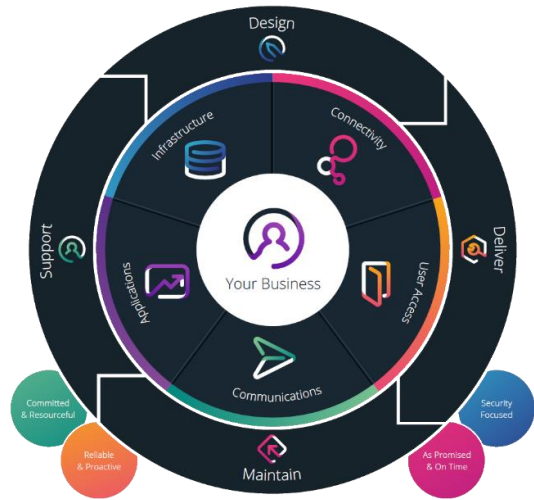 Design
Infrastructure
Connectivity
Support
Deliver
Your Business
Applications
User Access
Communications
Committed
& Resourceful
Security
Focused
Reliable
& Proactive
As Promised
& On Time
Maintain